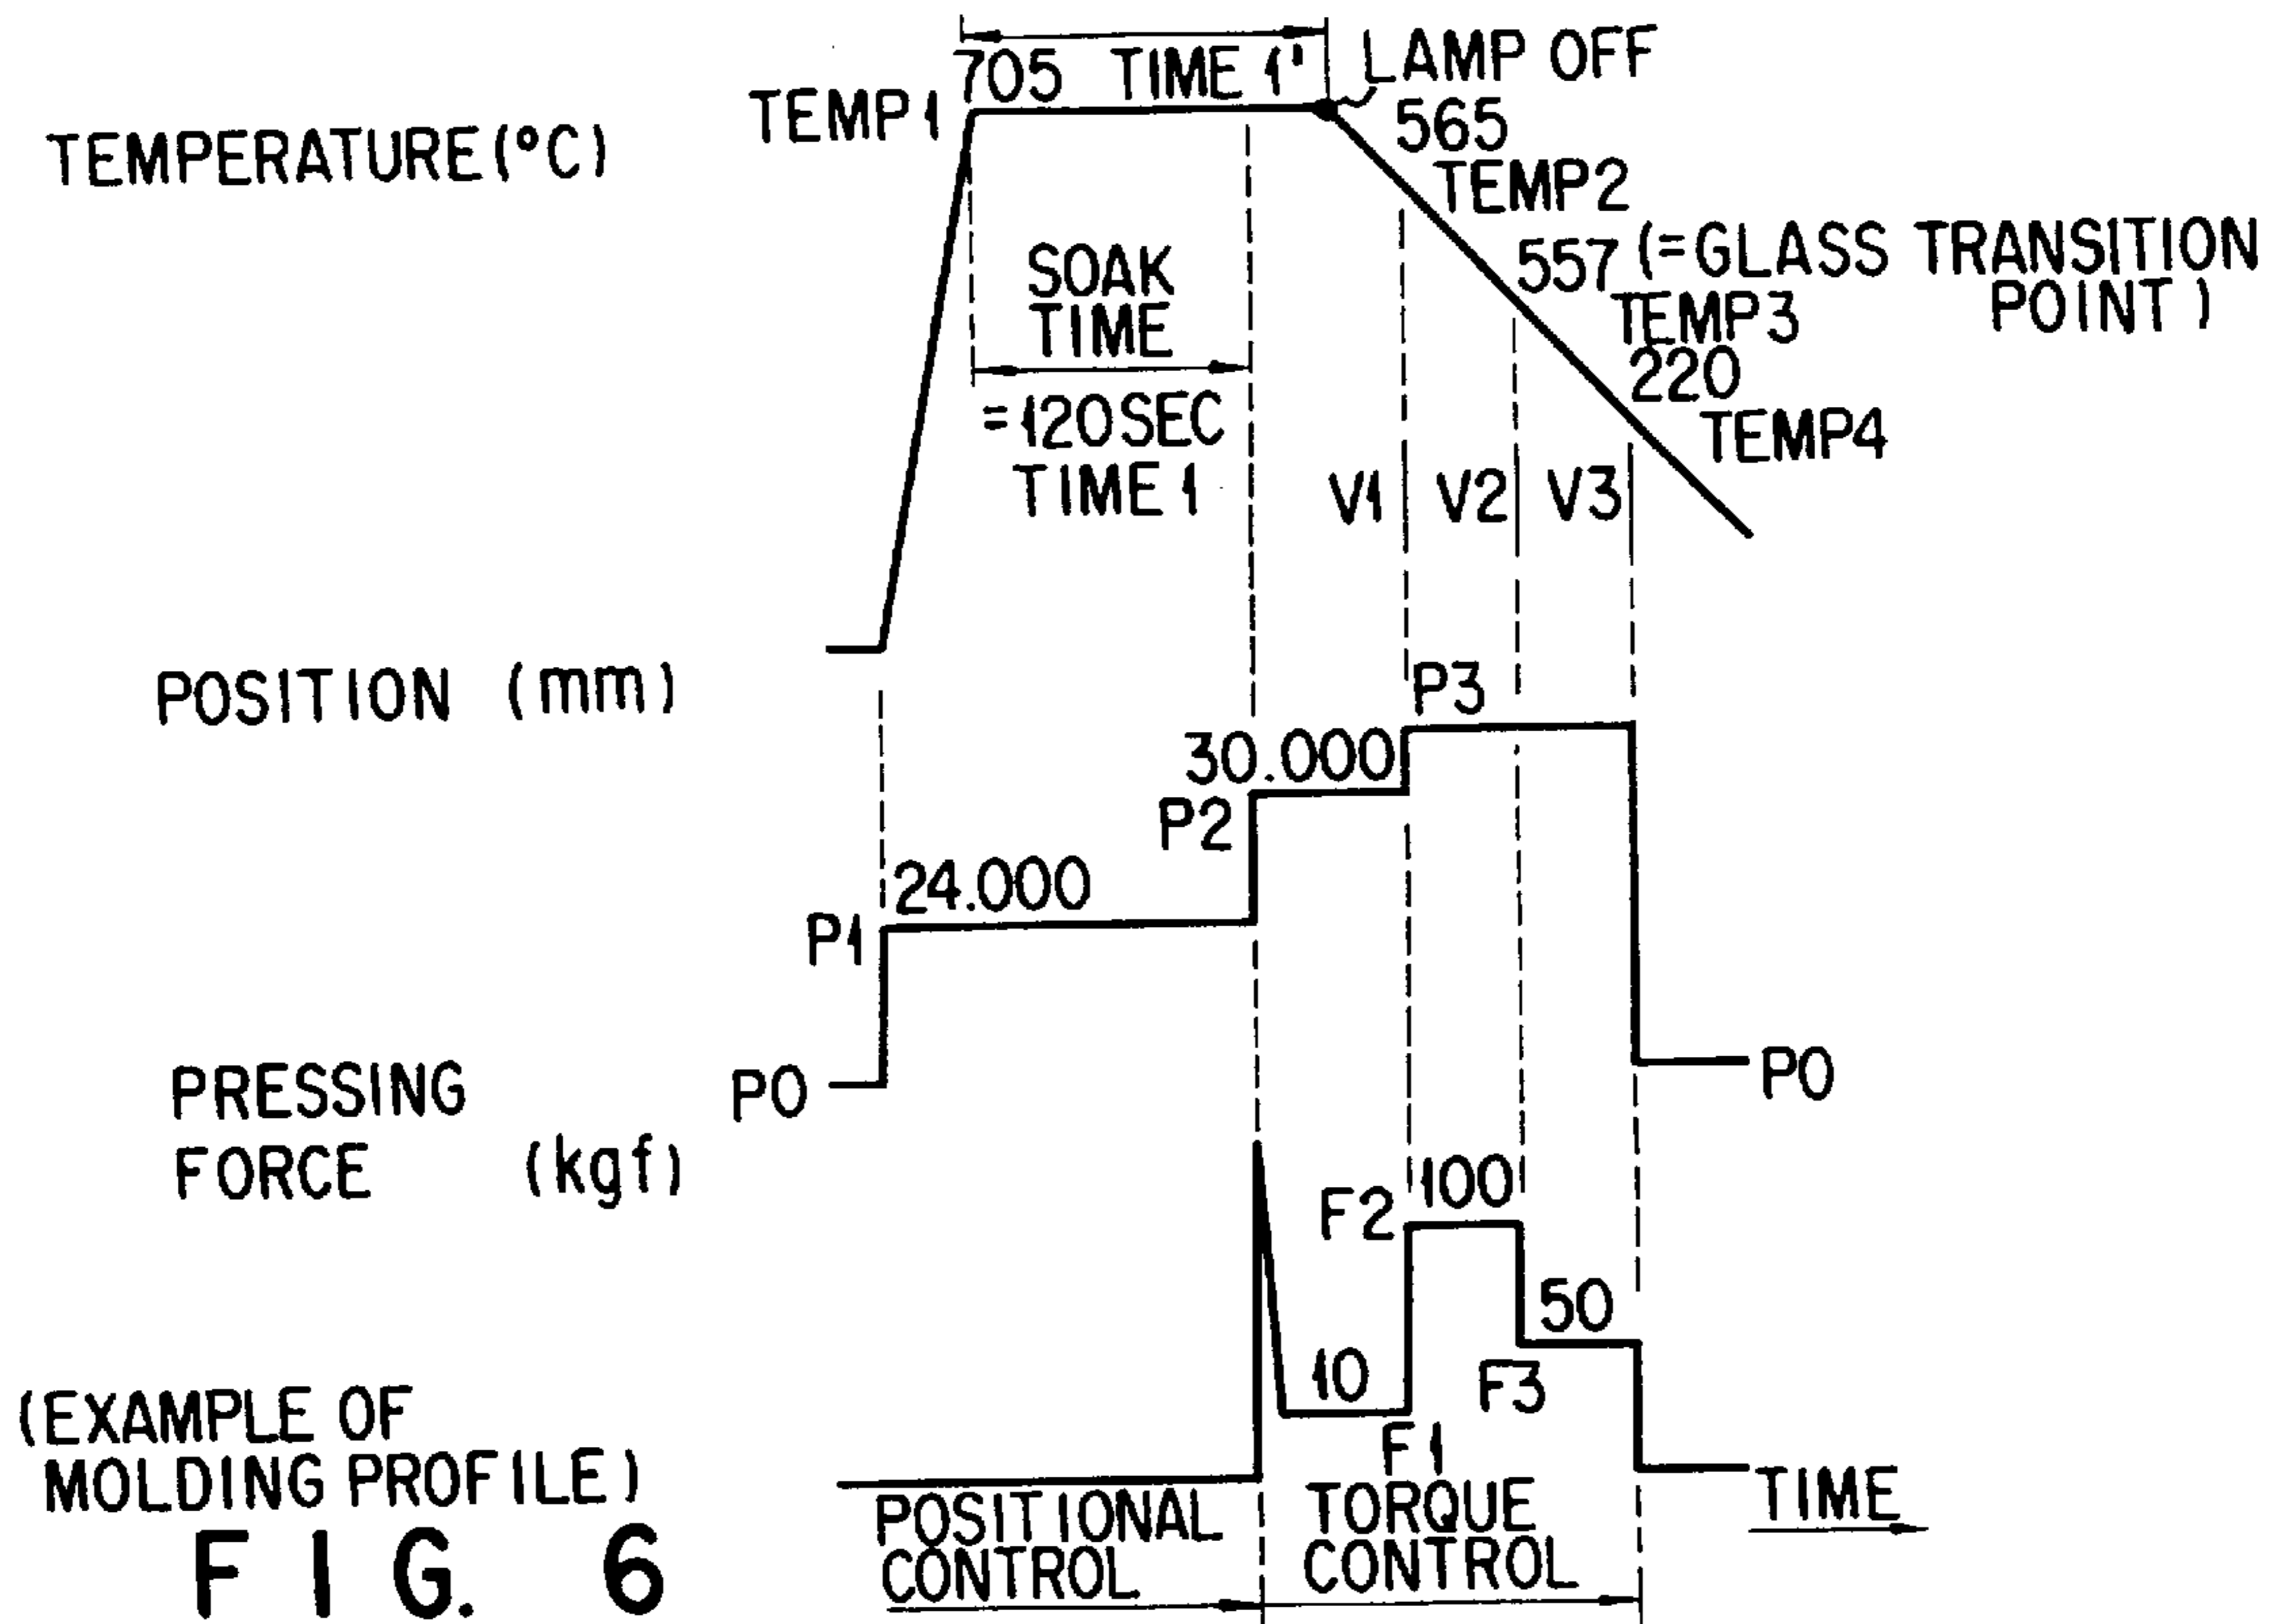 705 TIME 1'
LAMP OFF
TEMP1
565
TEMP2
TEMPERATURE(°C)
557 (=GLASS TRANSITION
POINT)
TEMP3
SOAK
TIME
=120SEC
TIME1
220
TEMP4
V1 V2 V3
POSITION (mm)
P3
30.000
P2
24.000
P1
P0
P0
PRESSING
FORCE (kgf)
F2
100
50
F3
10
F1
(EXAMPLE OF
MOLDING PROFILE)
POSITIONAL
CONTROL
TORQUE
CONTROL
TIME
FIG. 6